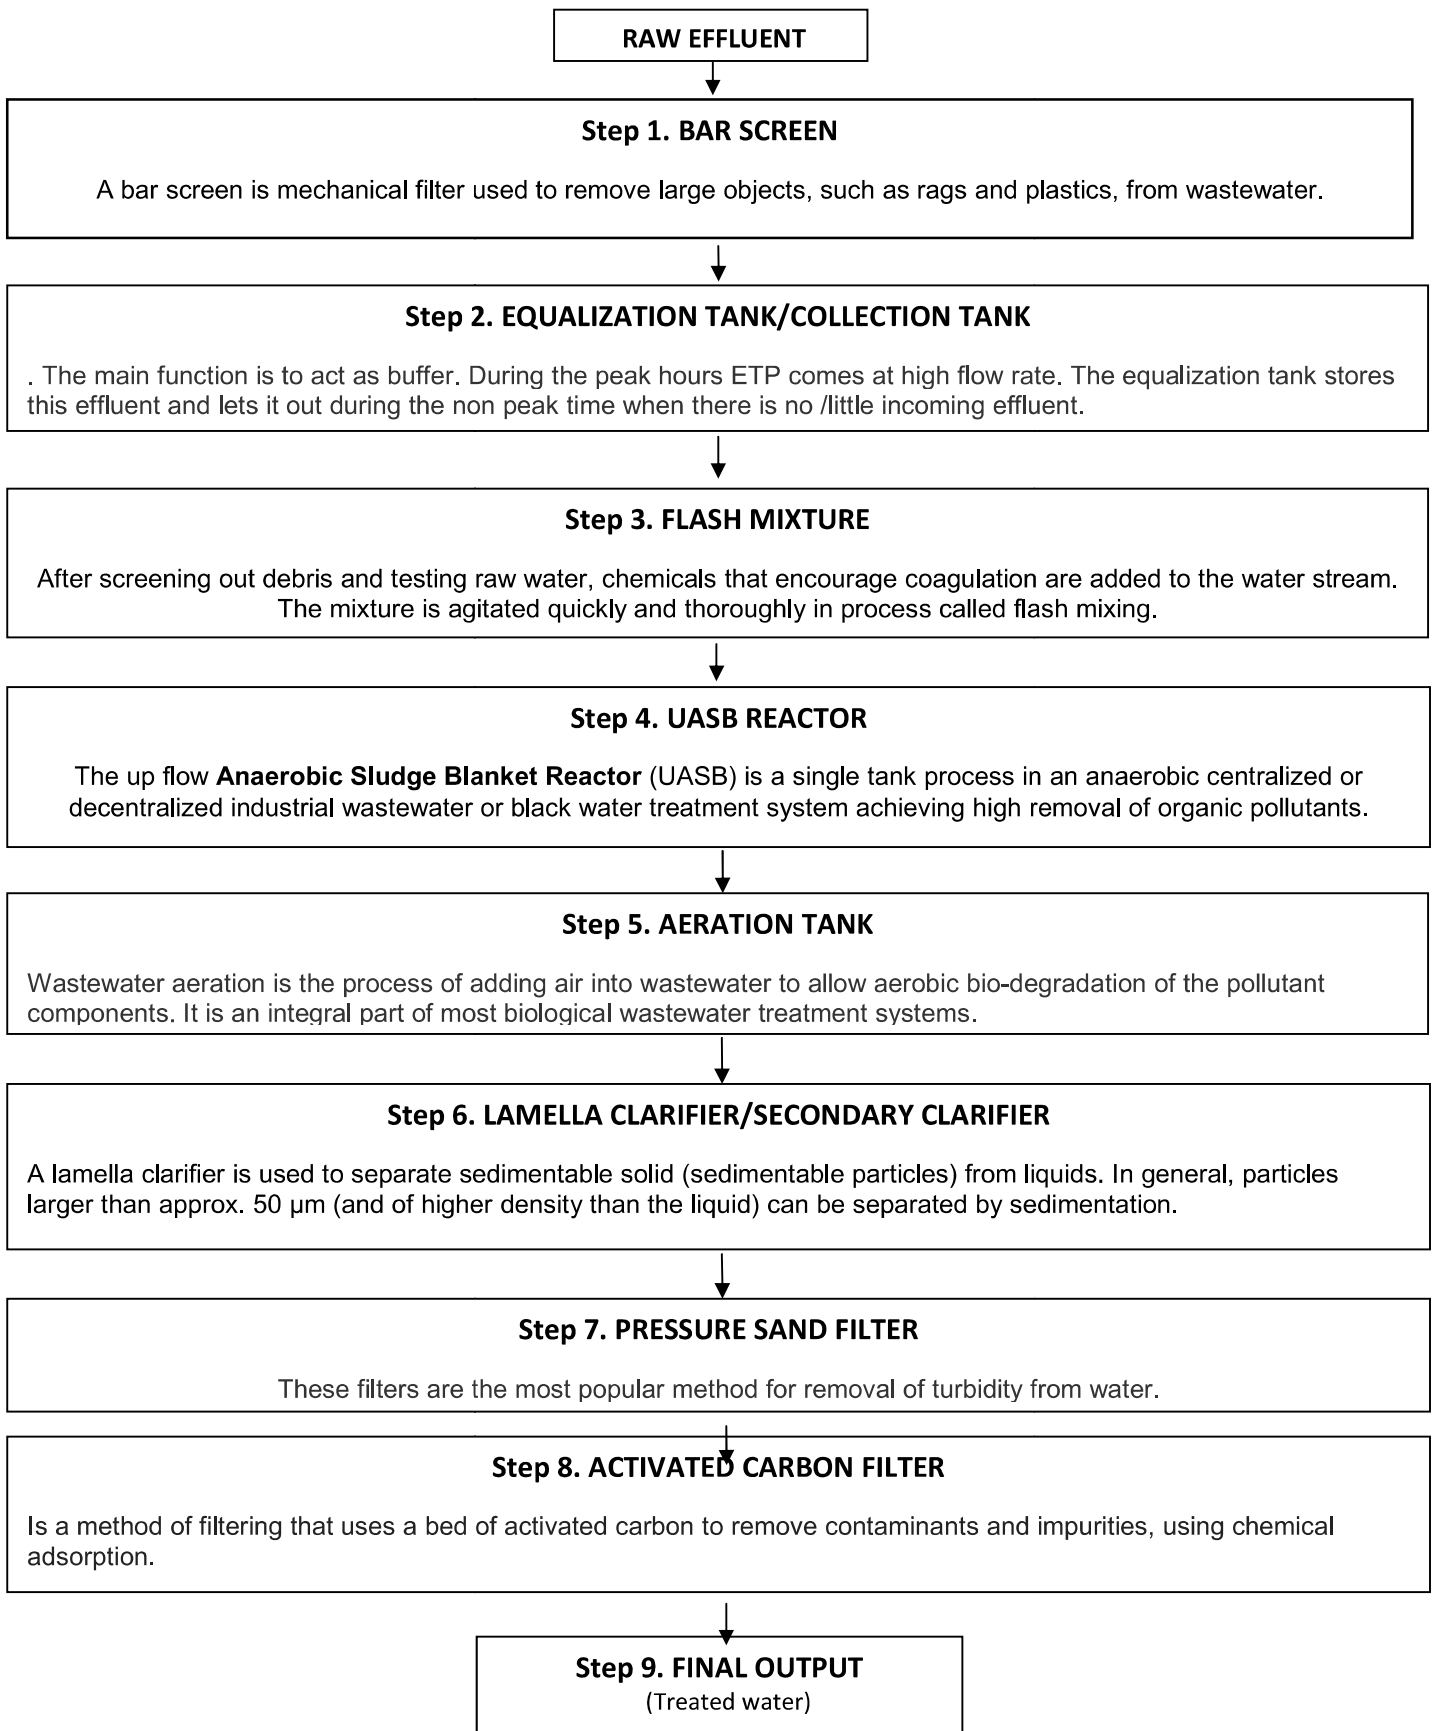 RAW EFFLUENT
Step 1. BAR SCREEN
A bar screen is mechanical filter used to remove large objects, such as rags and plastics, from wastewater.
Step 2. EQUALIZATION TANK/COLLECTION TANK
. The main function is to act as buffer. During the peak hours ETP comes at high flow rate. The equalization tank stores
this effluent and lets it out during the non peak time when there is no /little incoming effluent.
Step 3. FLASH MIXTURE
After screening out debris and testing raw water, chemicals that encourage coagulation are added to the water stream.
The mixture is agitated quickly and thoroughly in process called flash mixing.
Step 4. UASB REACTOR
The up flow Anaerobic Sludge Blanket Reactor (UASB) is a single tank process in an anaerobic centralized or
decentralized industrial wastewater or black water treatment system achieving high removal of organic pollutants.
Step 5. AERATION TANK
Wastewater aeration is the process of adding air into wastewater to allow aerobic bio-degradation of the pollutant
components. It is an integral part of most biological wastewater treatment systems.
Step 6. LAMELLA CLARIFIER/SECONDARY CLARIFIER
A lamella clarifier is used to separate sedimentable solid (sedimentable particles) from liquids. In general, particles
larger than approx. 50 µm (and of higher density than the liquid) can be separated by sedimentation.
Step 7. PRESSURE SAND FILTER
These filters are the most popular method for removal of turbidity from water.
Step 8. ACTIVATED CARBON FILTER
Is a method of filtering that uses a bed of activated carbon to remove contaminants and impurities, using chemical
adsorption.
Step 9. FINAL OUTPUT
(Treated water)